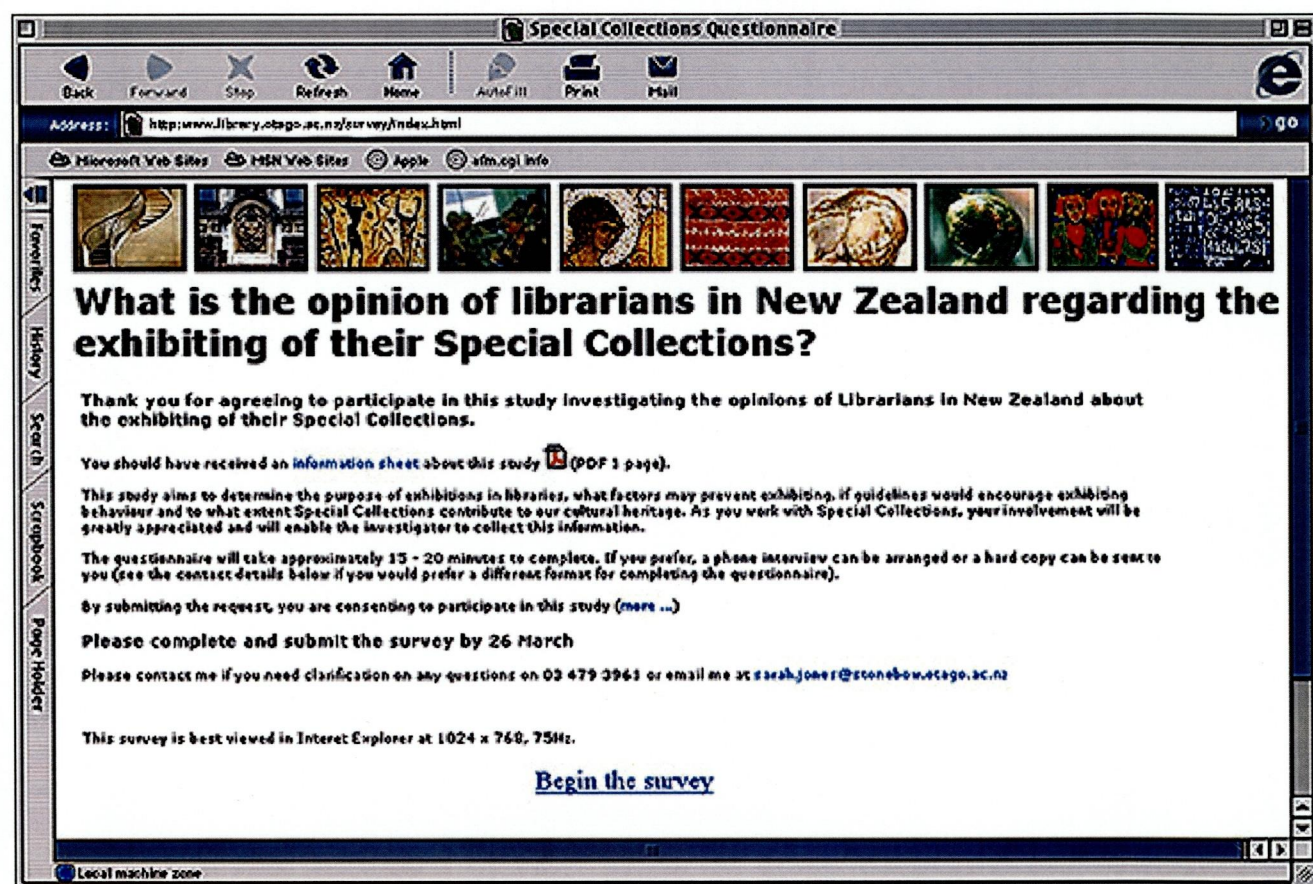 Special Collections Questionnaire
Back Forward Stop Refresh Home AutoFill Print Mail
Address: http:www.library.otago.ac.nz/survey/index.html go
Microsoft Web Sites MSN Web Sites Apple afm.cgi info
Favorites
History
Search
Scrapbook
Page Holder
What is the opinion of librarians in New Zealand regarding the
exhibiting of their Special Collections?
Thank you for agreeing to participate in this study investigating the opinions of Librarians in New Zealand about
the exhibiting of their Special Collections.
You should have received an information sheet about this study (PDF 1 page).
This study aims to determine the purpose of exhibitions in libraries, what factors may prevent exhibiting, if guidelines would encourage exhibiting
behaviour and to what extent Special Collections contribute to our cultural heritage. As you work with Special Collections, your involvement will be
greatly appreciated and will enable the investigator to collect this information.
The questionnaire will take approximately 15 - 20 minutes to complete. If you prefer, a phone interview can be arranged or a hard copy can be sent to
you (see the contact details below if you would prefer a different format for completing the questionnaire).
By submitting the request, you are consenting to participate in this study (more ...)
Please complete and submit the survey by 26 March
Please contact me if you need clarification on any questions on 03 479 3961 or email me at sarah.jones@stonebow.otago.ac.nz
This survey is best viewed in Interet Explorer at 1024 x 768, 75Hz.
Begin the survey
Local machine zone